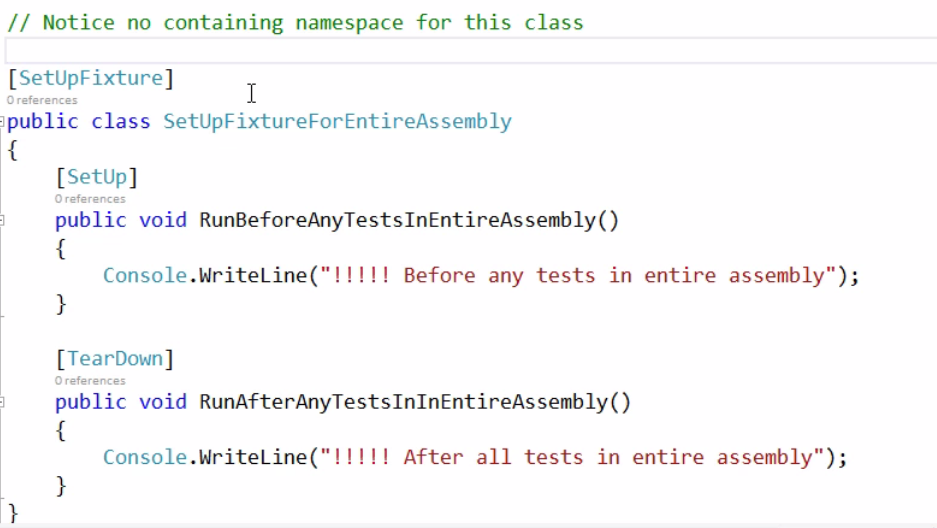 // Notice no containing namespace for this class
[SetUpFixture]
0 references
public class SetUpFixtureForEntireAssembly
{
[SetUp]
0 references
public void RunBeforeAnyTestsInEntireAssembly()
{
Console.WriteLine("!!!!! Before any tests in entire assembly");
}
[TearDown]
0 references
public void RunAfterAnyTestsInInEntireAssembly()
{
Console.WriteLine("!!!!! After all tests in entire assembly");
}
}